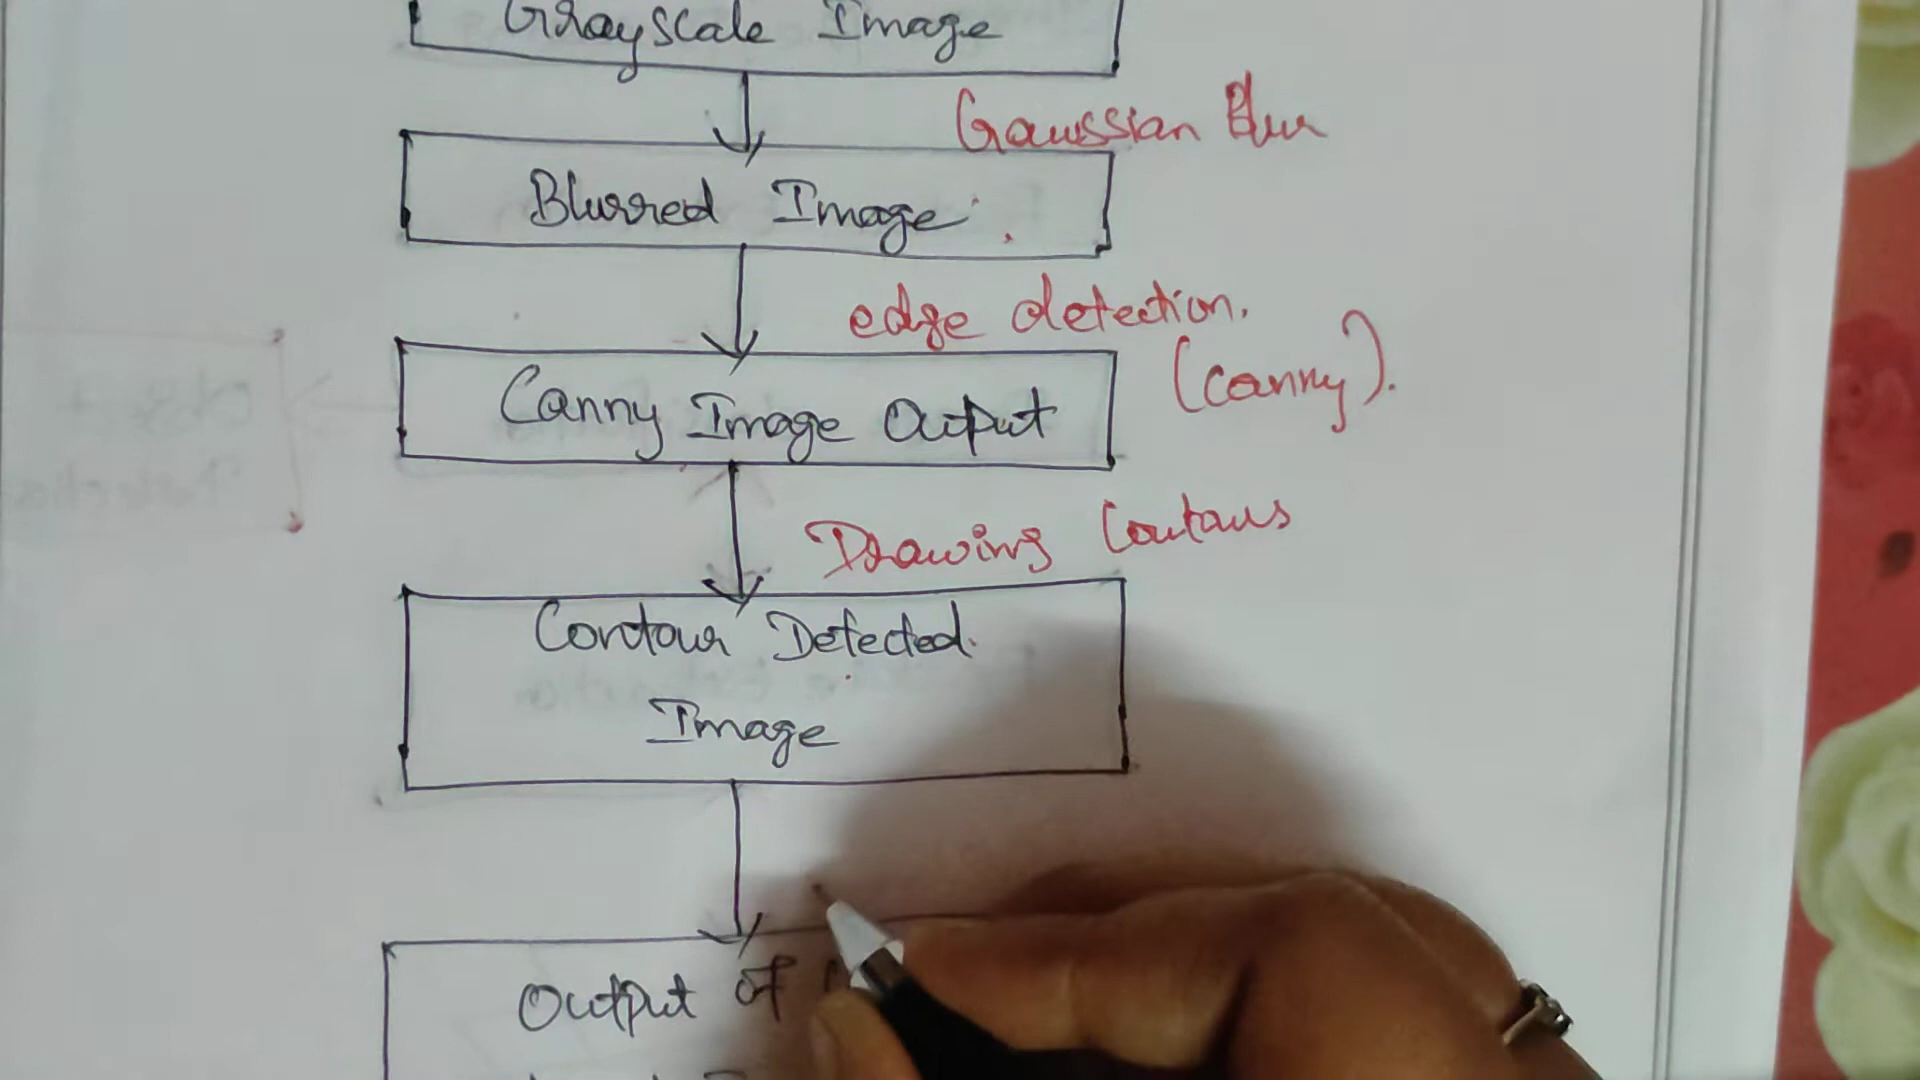 Grayscale Image
Gaussian Blur
Blurred Image
edge detection.
(Canny).
Canny Image Output
Drawing Contours
Contour Detected
Image
Output of